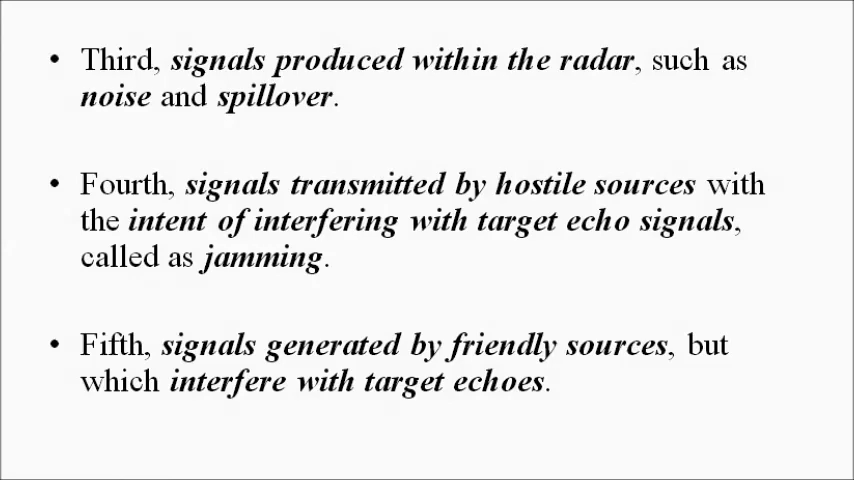 • Third, signals produced within the radar, such as
noise and spillover.
• Fourth, signals transmitted by hostile sources with
the intent of interfering with target echo signals,
called as jamming.
• Fifth, signals generated by friendly sources, but
which interfere with target echoes.